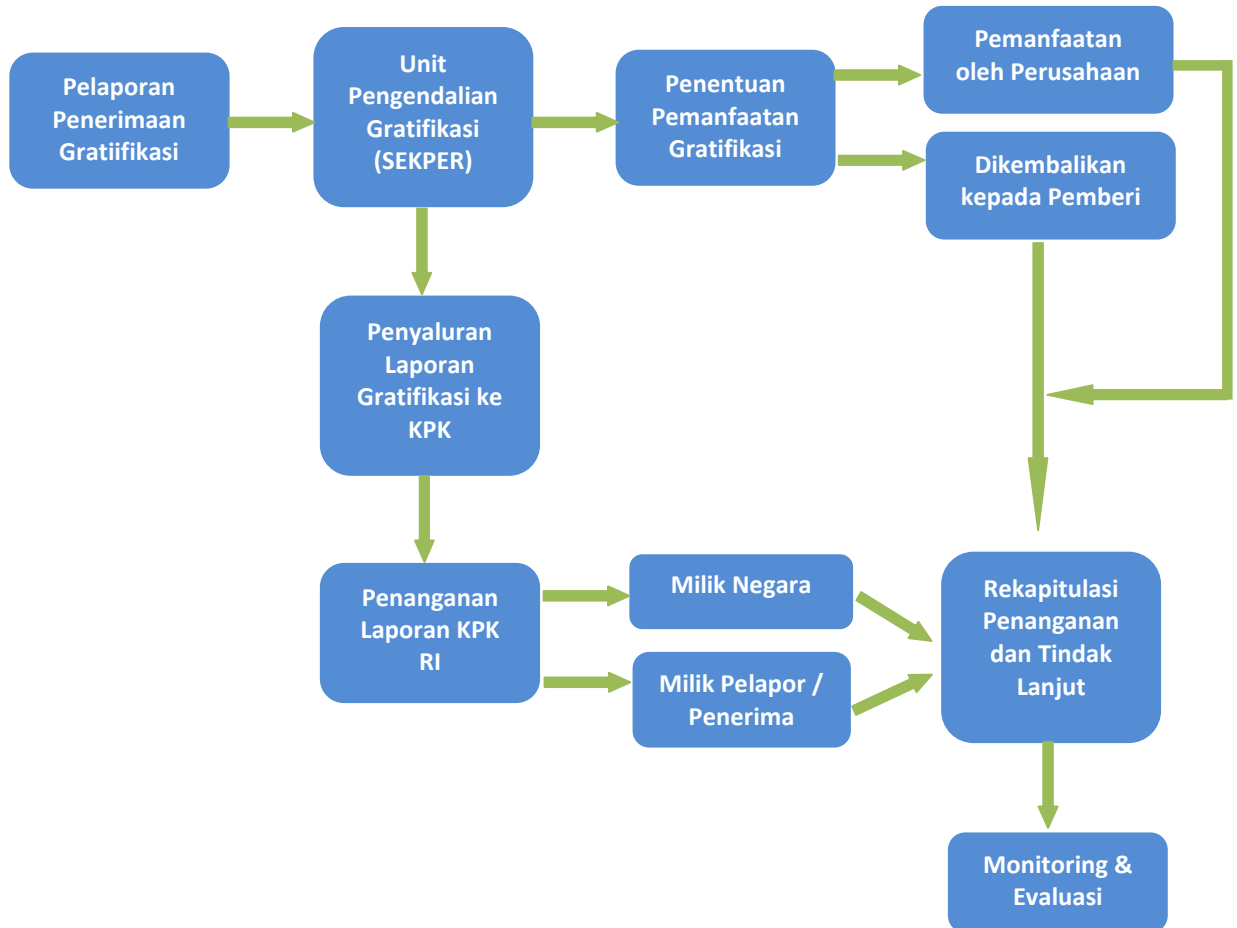 Pelaporan
Penerimaan
Gratiifikasi
Unit
Pengendalian
Gratifikasi
(SEKPER)
Penentuan
Pemanfaatan
Gratifikasi
Pemanfaatan
oleh Perusahaan
Dikembalikan
kepada Pemberi
Penyaluran
Laporan
Gratifikasi ke
KPK
Penanganan
Laporan KPK
RI
Milik Negara
Milik Pelapor /
Penerima
Rekapitulasi
Penanganan
dan Tindak
Lanjut
Monitoring &
Evaluasi